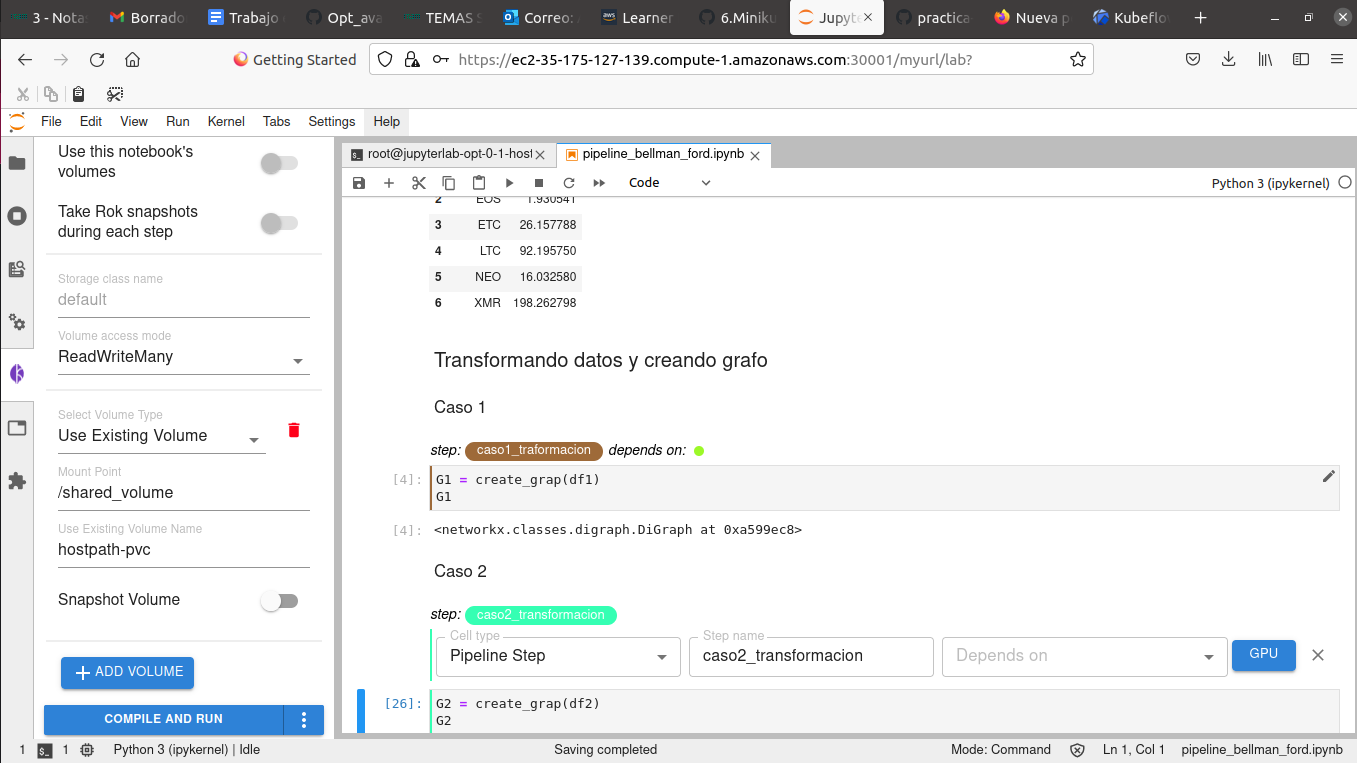 3 - Notas
Borrado
Trabajo
Opt_ava
TEMAS S
Correo:
Learner
6.Miniku
Jupyte
practica
Nueva p
Kubeflo
Getting Started
https://ec2-35-175-127-139.compute-1.amazonaws.com:30001/myurl/lab?
File Edit View Run Kernel Tabs Settings Help
Use this notebook's
volumes
Take Rok snapshots
during each step
Storage class name
default
Volume access mode
ReadWriteMany
Select Volume Type
Use Existing Volume
Mount Point
/shared_volume
Use Existing Volume Name
hostpath-pvc
Snapshot Volume
ADD VOLUME
COMPILE AND RUN
root@jupyterlab-opt-0-1-host
pipeline_bellman_ford.ipynb
Code
Python 3 (ipykernel)
2 EOS 1.930541
3 ETC 26.157788
4 LTC 92.195750
5 NEO 16.032580
6 XMR 198.262798
Transformando datos y creando grafo
Caso 1
step: caso1_traformacion depends on:
[4]: G1 = create_grap(df1)
G1
[4]: <networkx.classes.digraph.DiGraph at 0xa599ec8>
Caso 2
step: caso2_transformacion
Cell type
Pipeline Step
Step name
caso2_transformacion
Depends on
GPU
[26]: G2 = create_grap(df2)
G2
1 $_ 1 Python 3 (ipykernel) | Idle
Saving completed
Mode: Command
Ln 1, Col 1
pipeline_bellman_ford.ipynb